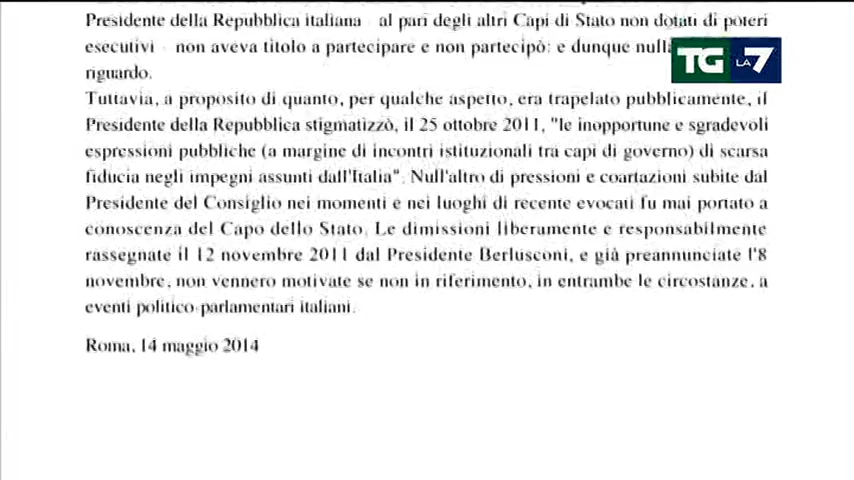 Presidente della Repubblica italiana - al pari degli altri Capi di Stato non dotati di poteri
esecutivi - non aveva titolo a partecipare e non partecipò: e dunque nulla
riguardo.
TG LA 7
Tuttavia, a proposito di quanto, per qualche aspetto, era trapelato pubblicamente, il
Presidente della Repubblica stigmatizzò, il 25 ottobre 2011, "le inopportune e sgradevoli
espressioni pubbliche (a margine di incontri istituzionali tra capi di governo) di scarsa
fiducia negli impegni assunti dall'Italia". Null'altro di pressioni e coartazioni subite dal
Presidente del Consiglio nei momenti e nei luoghi di recente evocati fu mai portato a
conoscenza del Capo dello Stato. Le dimissioni liberamente e responsabilmente
rassegnate il 12 novembre 2011 dal Presidente Berlusconi, e già preannunciate l'8
novembre, non vennero motivate se non in riferimento, in entrambe le circostanze, a
eventi politico-parlamentari italiani.
Roma, 14 maggio 2014